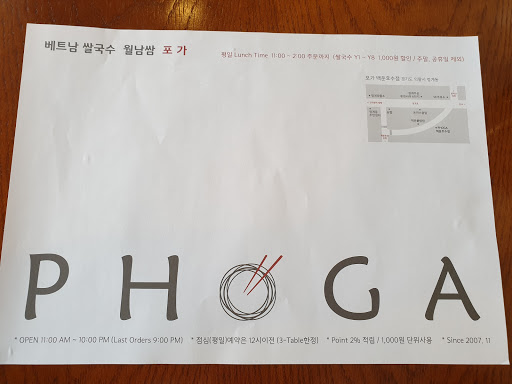 베트남 쌀국수 월남쌈 포 가
평일 Lunch Time 11:00 ~ 2:00 주문까지 (쌀국수 Y1 ~ Y8 1,000원 할인 / 주말, 공휴일 제외)
포가
PHOGA
* OPEN 11:00 AM ~ 10:00 PM (Last Orders 9:00 PM) * 점심(평일)예약은 12시이전 (3-Table한정) * Point 2% 적립 / 1,000원 단위사용 * Since 2007. 11